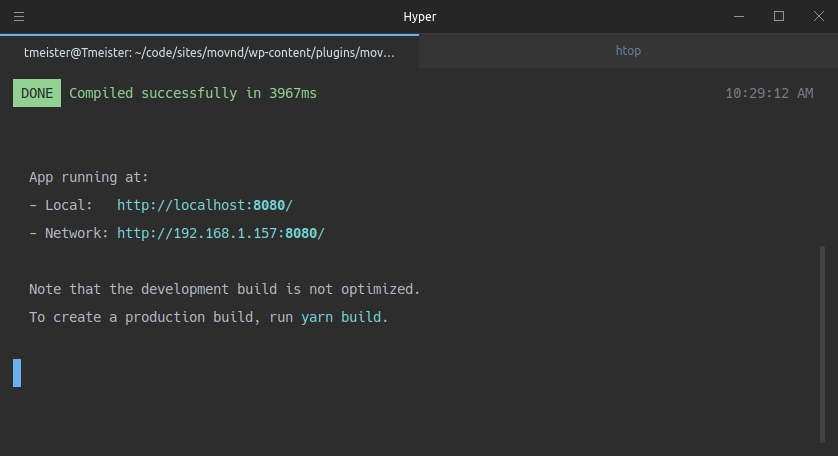 Hyper
tmeister@Tmeister: ~/code/sites/movnd/wp-content/plugins/mov...
htop
DONE Compiled successfully in 3967ms 10:29:12 AM
App running at:
- Local: http://localhost:8080/
- Network: http://192.168.1.157:8080/
Note that the development build is not optimized.
To create a production build, run yarn build.